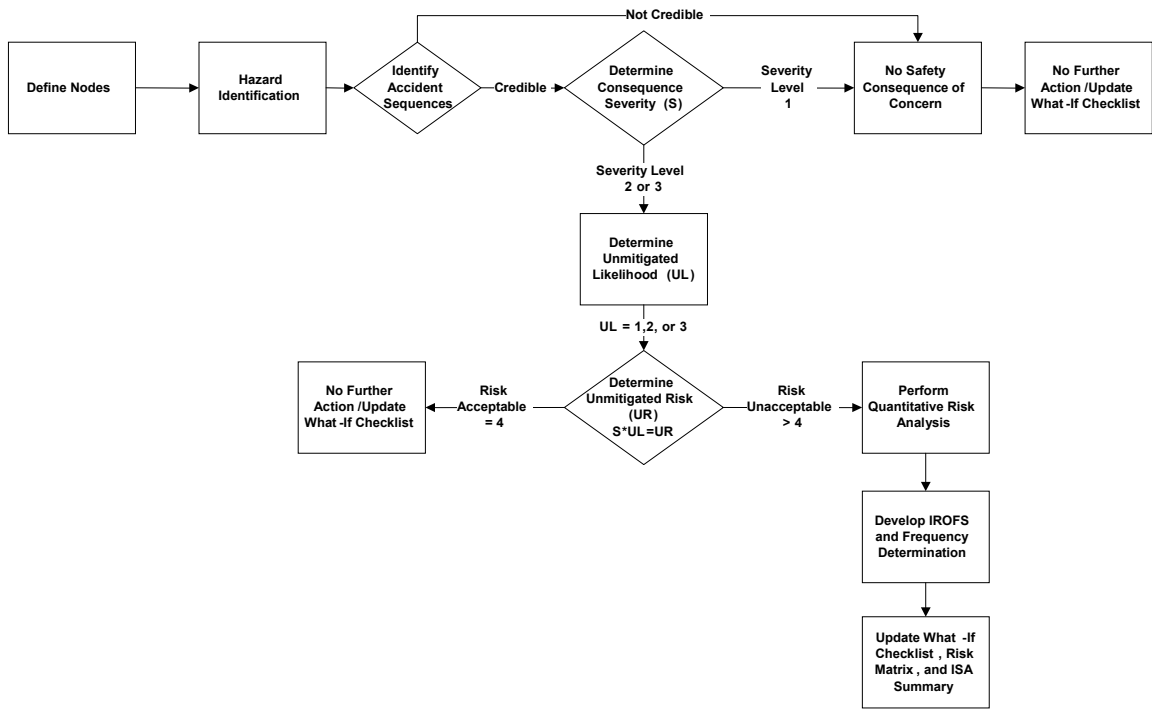 Not Credible
Define Nodes
Hazard
Identification
Identify
Accident
Sequences
Credible
Determine
Consequence
Severity (S)
Severity
Level
1
No Safety
Consequence of
Concern
No Further
Action /Update
What -If Checklist
Severity Level
2 or 3
Determine
Unmitigated
Likelihood (UL)
UL = 1,2, or 3
No Further
Action /Update
What -If Checklist
Risk
Acceptable
= 4
Determine
Unmitigated Risk
(UR)
S*UL=UR
Risk
Unacceptable
> 4
Perform
Quantitative Risk
Analysis
Develop IROFS
and Frequency
Determination
Update What -If
Checklist , Risk
Matrix , and ISA
Summary